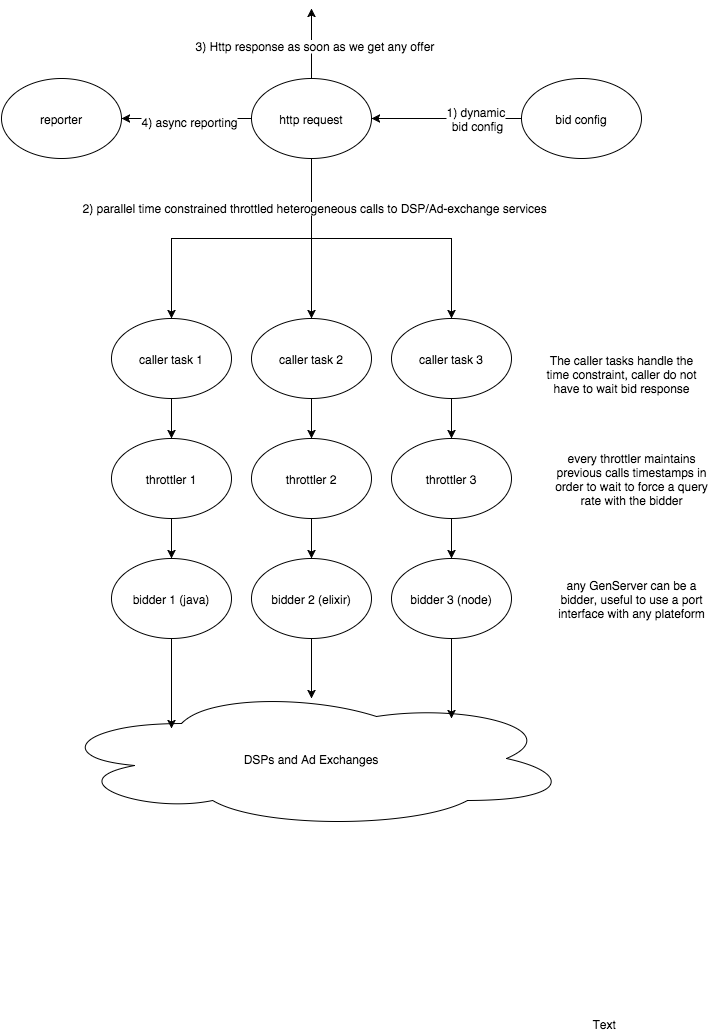 3) Http response as soon as we get any offer
reporter
4) async reporting
http request
1) dynamic
bid config
bid config
2) parallel time constrained throttled heterogeneous calls to DSP/Ad-exchange services
caller task 1
caller task 2
caller task 3
The caller tasks handle the
time constraint, caller do not
have to wait bid response
throttler 1
throttler 2
throttler 3
every throttler maintains
previous calls timestamps in
order to wait to force a query
rate with the bidder
bidder 1 (java)
bidder 2 (elixir)
bidder 3 (node)
any GenServer can be a
bidder, useful to use a port
interface with any plateform
DSPs and Ad Exchanges
Text